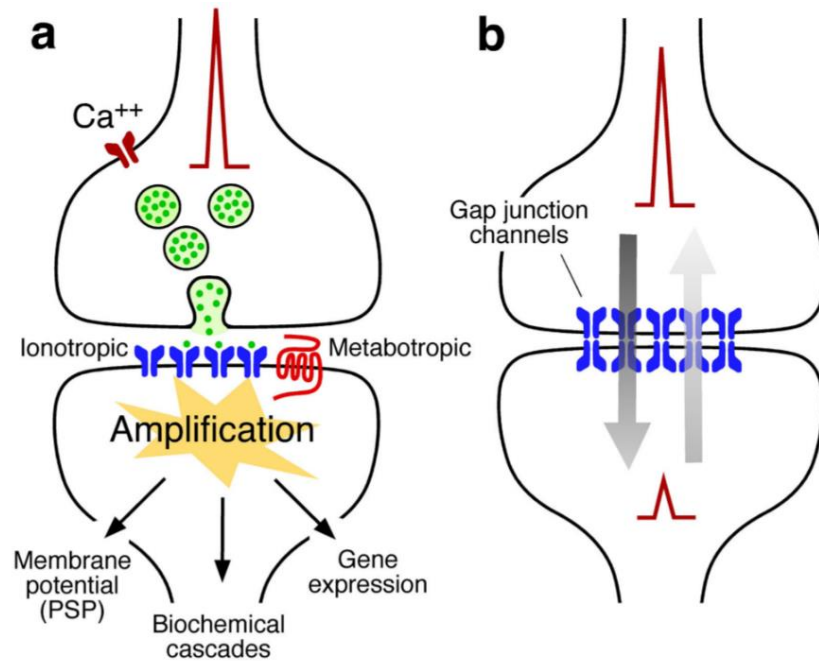 a
Ca++
Ionotropic
Metabotropic
Amplification
Membrane
potential
(PSP)
Biochemical
cascades
Gene
expression
b
Gap junction
channels